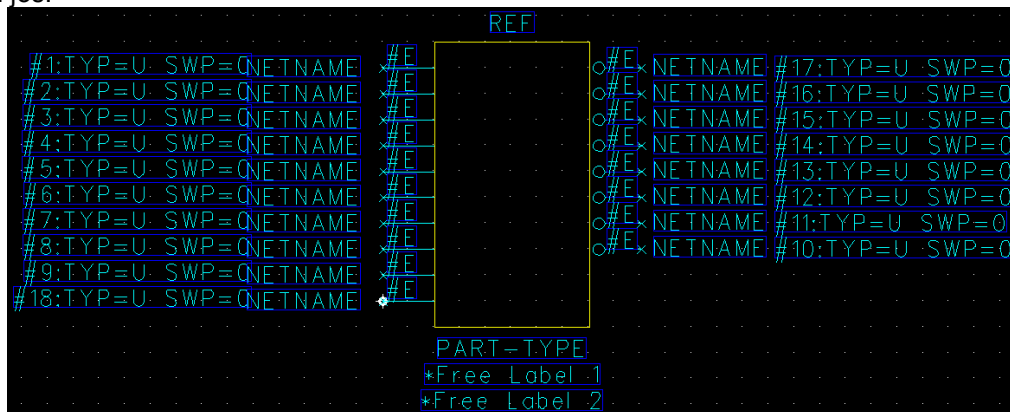 REF
#1:TYP=U SWP=0 NETNAME #E #E NETNAME #17:TYP=U SWP=0
#2:TYP=U SWP=0 NETNAME #E #E NETNAME #16:TYP=U SWP=0
#3:TYP=U SWP=0 NETNAME #E #E NETNAME #15:TYP=U SWP=0
#4:TYP=U SWP=0 NETNAME #E #E NETNAME #14:TYP=U SWP=0
#5:TYP=U SWP=0 NETNAME #E #E NETNAME #13:TYP=U SWP=0
#6:TYP=U SWP=0 NETNAME #E #E NETNAME #12:TYP=U SWP=0
#7:TYP=U SWP=0 NETNAME #E #E NETNAME #11:TYP=U SWP=0
#8:TYP=U SWP=0 NETNAME #E #E NETNAME #10:TYP=U SWP=0
#9:TYP=U SWP=0 NETNAME #E
#18:TYP=U SWP=0 NETNAME #E
PART-TYPE
*Free Label 1
*Free Label 2